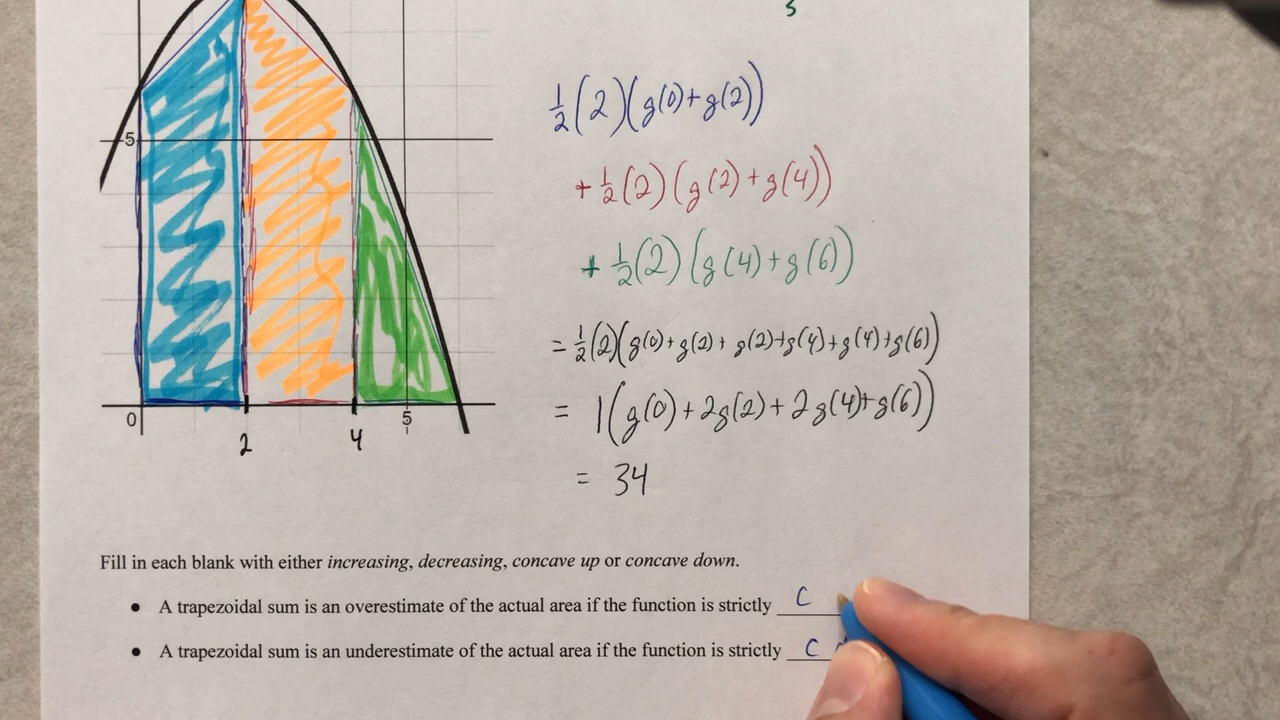 5
½(2)(g(0)+g(2))
+ ½(2)(g(2)+g(4))
+ ½(2)(g(4)+g(6))
= ½(2)(g(0)+g(2)+g(2)+g(4)+g(4)+g(6))
= 1(g(0)+2g(2)+2g(4)+g(6))
= 34
0 5
2 4
Fill in each blank with either increasing, decreasing, concave up or concave down.
• A trapezoidal sum is an overestimate of the actual area if the function is strictly C
• A trapezoidal sum is an underestimate of the actual area if the function is strictly C